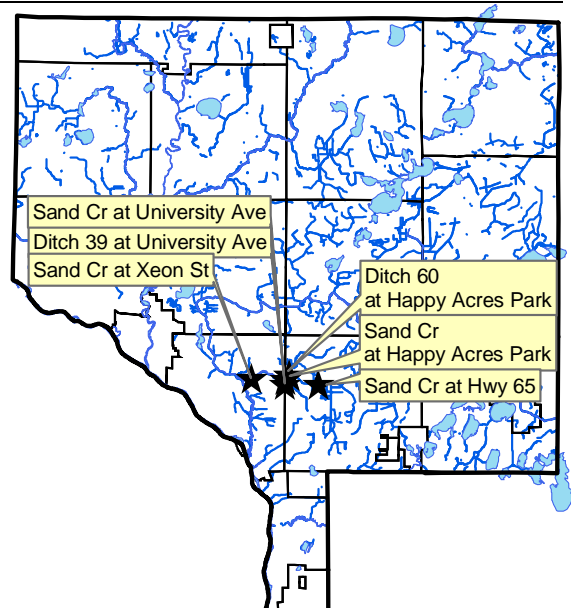 Sand Cr at University Ave
Ditch 39 at University Ave
Sand Cr at Xeon St
Ditch 60
at Happy Acres Park
Sand Cr
at Happy Acres Park
Sand Cr at Hwy 65